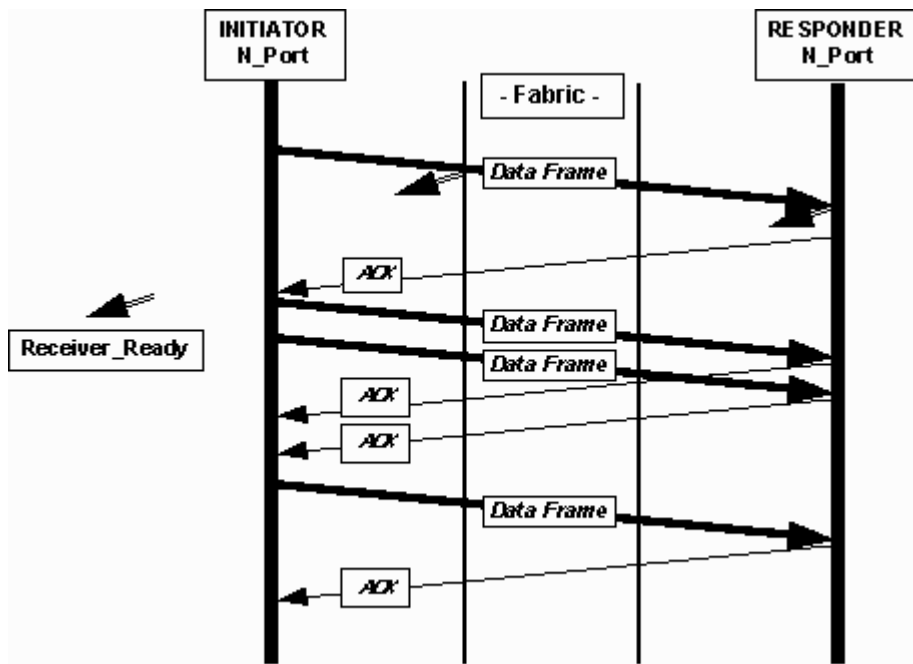 INITIATOR
N_Port
RESPONDER
N_Port
- Fabric -
Data Frame
ACK
Data Frame
Receiver_Ready
Data Frame
ACK
ACK
Data Frame
ACK